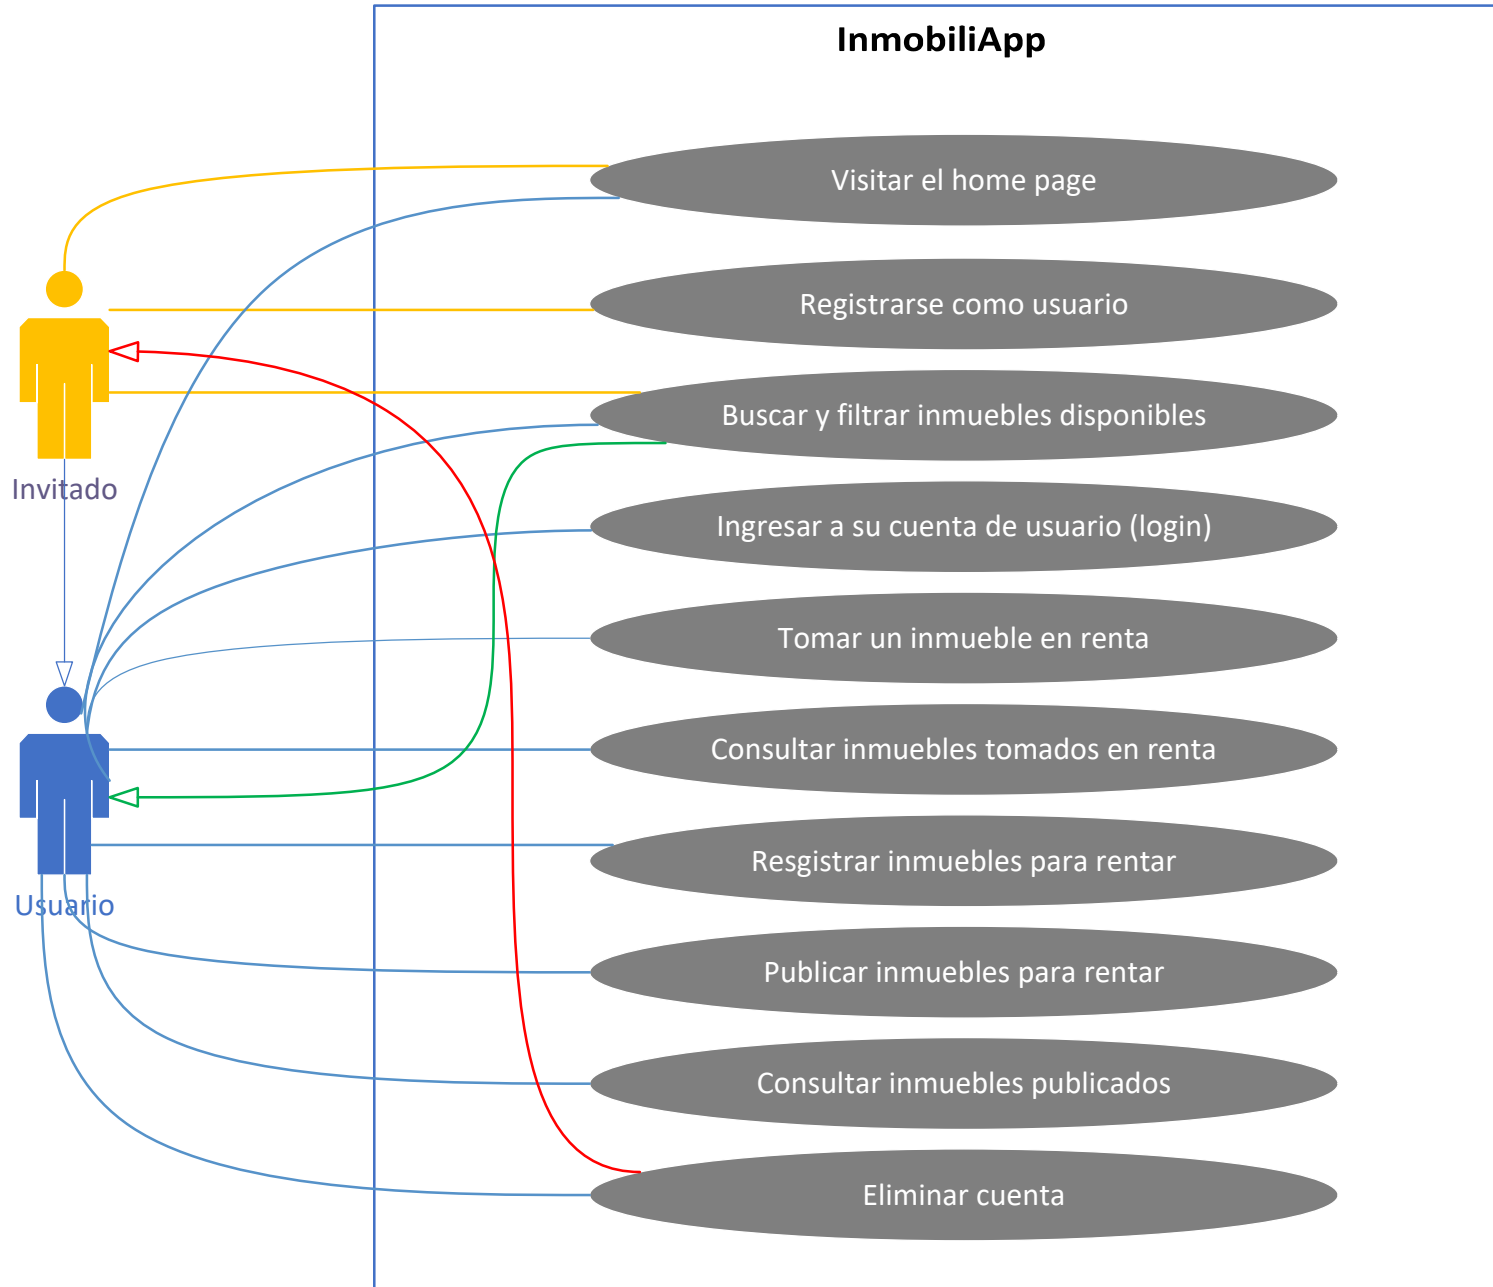 InmobiliApp
Visitar el home page
Registrarse como usuario
Buscar y filtrar inmuebles disponibles
Invitado
Ingresar a su cuenta de usuario (login)
Tomar un inmueble en renta
Consultar inmuebles tomados en renta
Resgistrar inmuebles para rentar
Usuario
Publicar inmuebles para rentar
Consultar inmuebles publicados
Eliminar cuenta